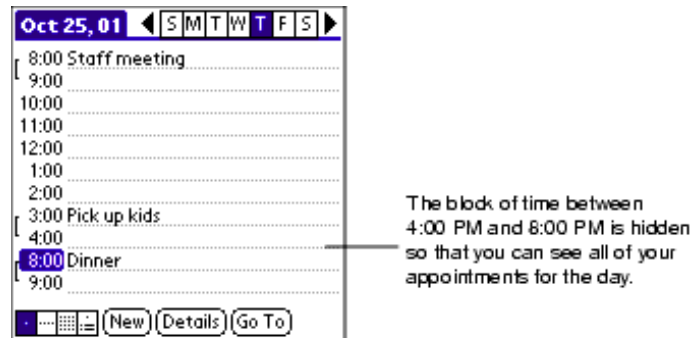 Oct 25, 01 S M T W T F S
8:00 Staff meeting
9:00
10:00
11:00
12:00
1:00
2:00
3:00 Pick up kids
4:00
8:00 Dinner
9:00
New Details Go To
The block of time between
4:00 PM and 8:00 PM is hidden
so that you can see all of your
appointments for the day.